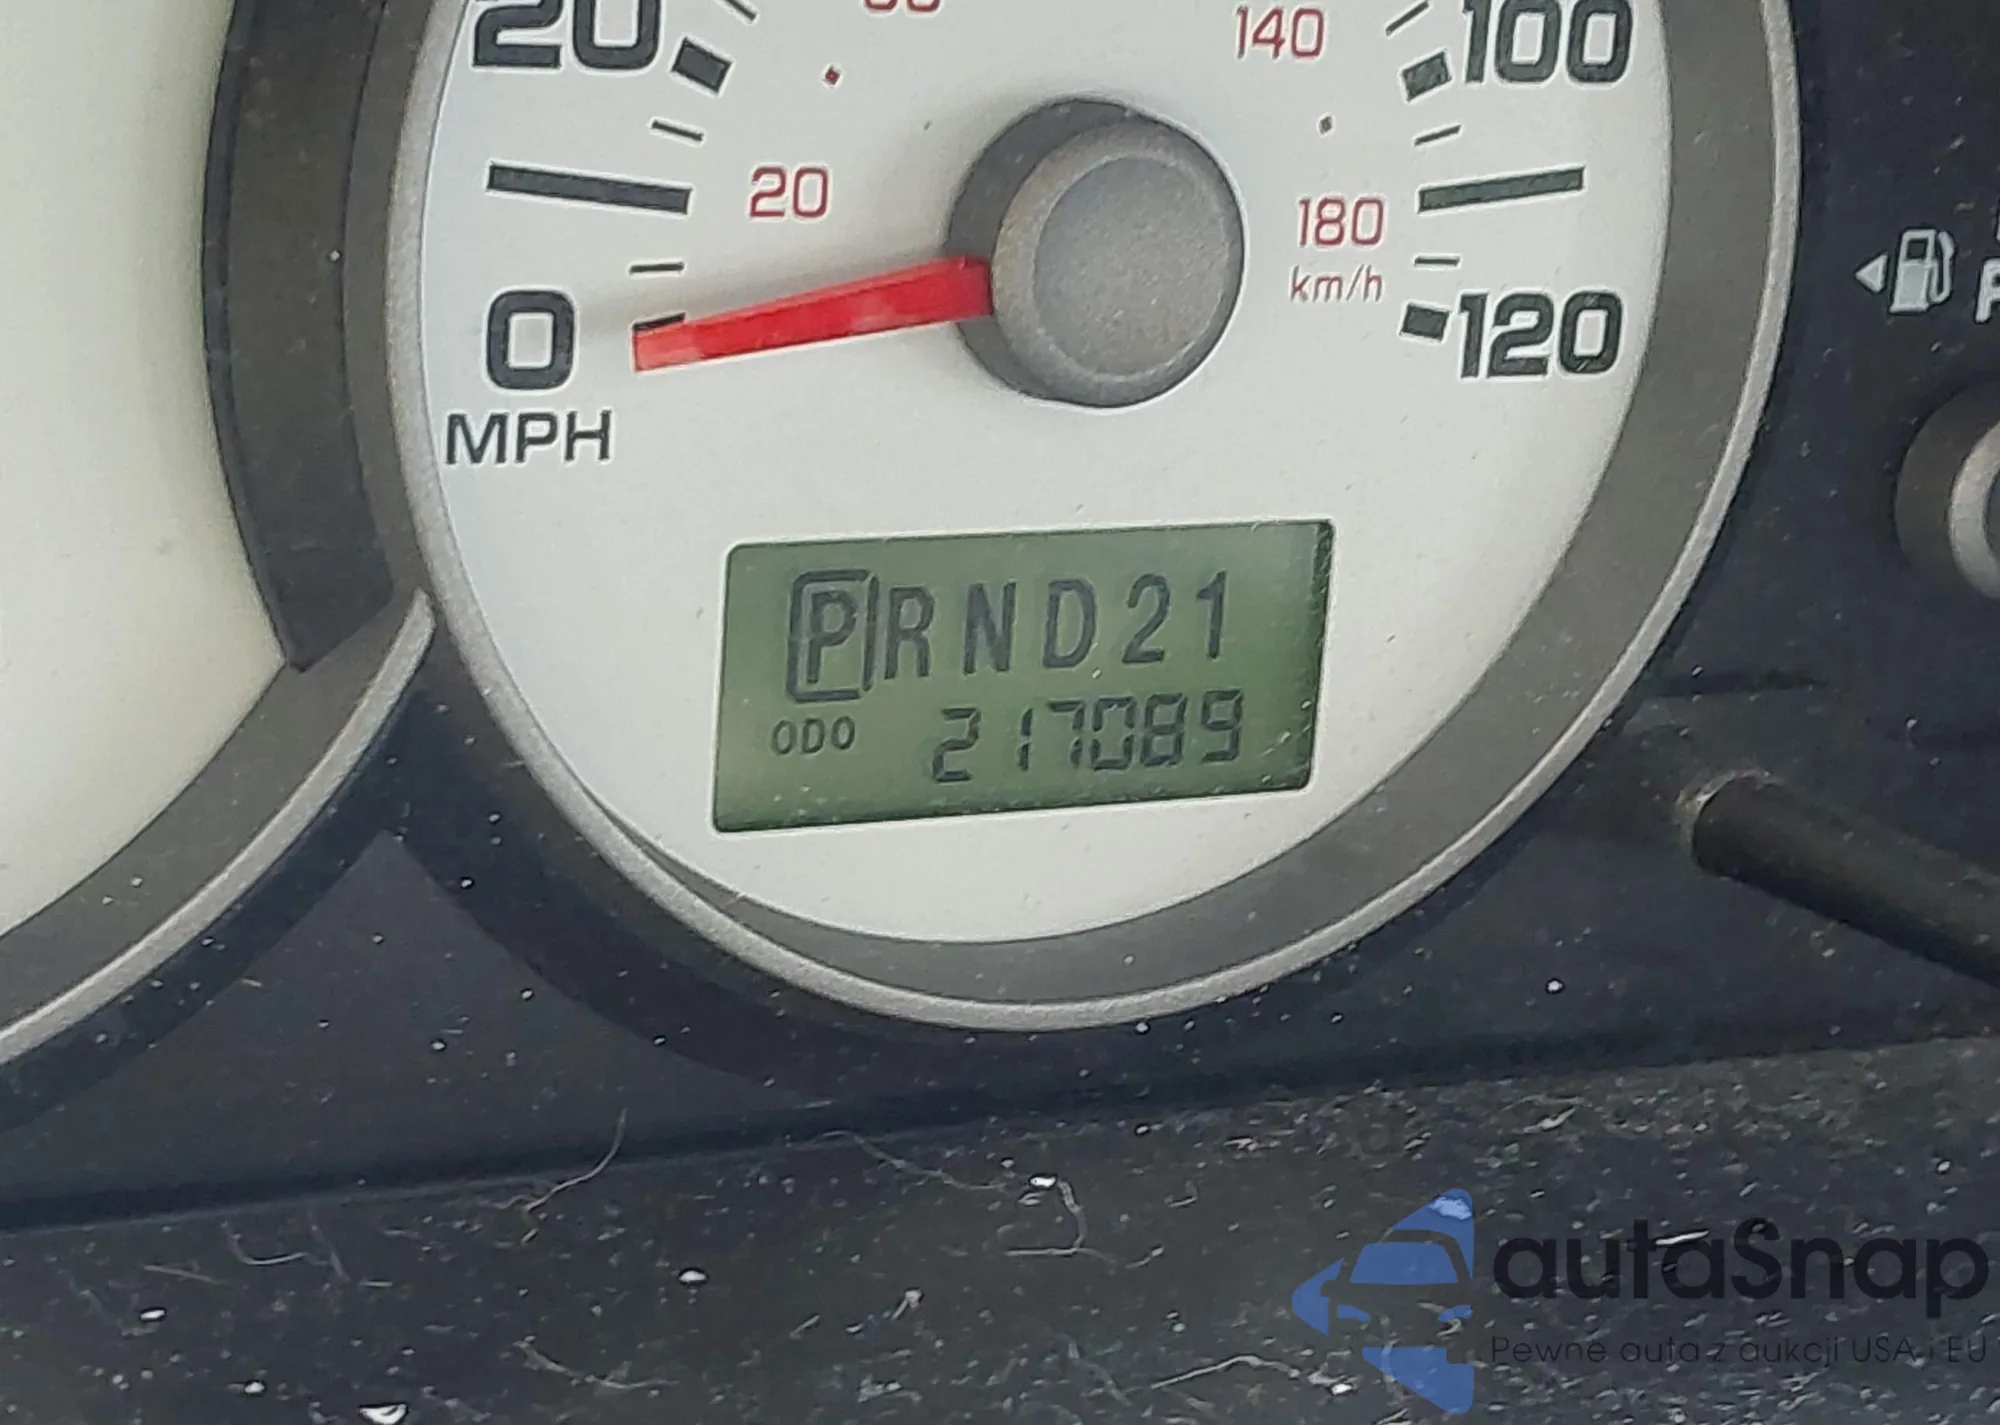 20
100
140
20
180
km/h
0
120
MPH
PRND21
ODO 217089
autaSnap
Pewne auta z aukcji USA i EU